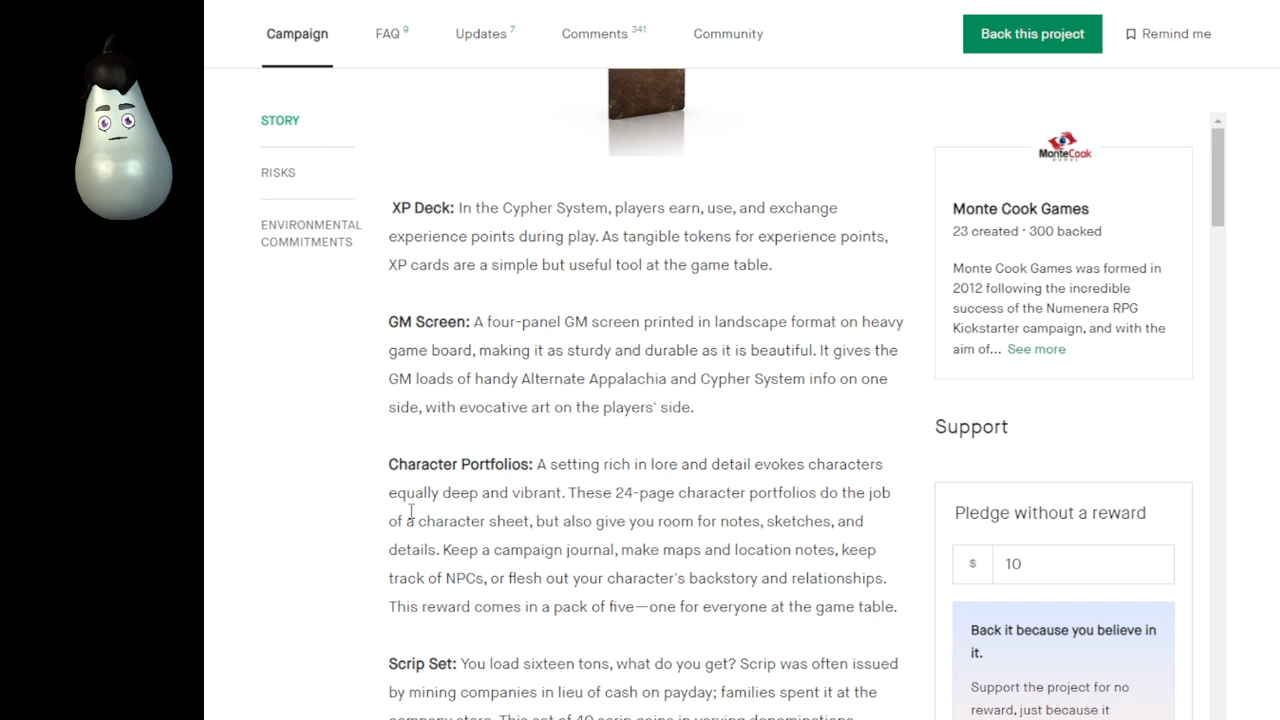 Campaign
FAQ 9
Updates 7
Comments 341
Community
Back this project
Remind me
STORY
RISKS
ENVIRONMENTAL
COMMITMENTS
XP Deck: In the Cypher System, players earn, use, and exchange
experience points during play. As tangible tokens for experience points,
XP cards are a simple but useful tool at the game table.
GM Screen: A four-panel GM screen printed in landscape format on heavy
game board, making it as sturdy and durable as it is beautiful. It gives the
GM loads of handy Alternate Appalachia and Cypher System info on one
side, with evocative art on the players' side.
Character Portfolios: A setting rich in lore and detail evokes characters
equally deep and vibrant. These 24-page character portfolios do the job
of a character sheet, but also give you room for notes, sketches, and
details. Keep a campaign journal, make maps and location notes, keep
track of NPCs, or flesh out your character's backstory and relationships.
This reward comes in a pack of five—one for everyone at the game table.
Scrip Set: You load sixteen tons, what do you get? Scrip was often issued
by mining companies in lieu of cash on payday; families spent it at the
company store. This set of 40 scrip coins in varying denominations
MonteCook
Monte Cook Games
23 created · 300 backed
Monte Cook Games was formed in
2012 following the incredible
success of the Numenera RPG
Kickstarter campaign, and with the
aim of... See more
Support
Pledge without a reward
$ 10
Back it because you believe in
it.
Support the project for no
reward, just because it